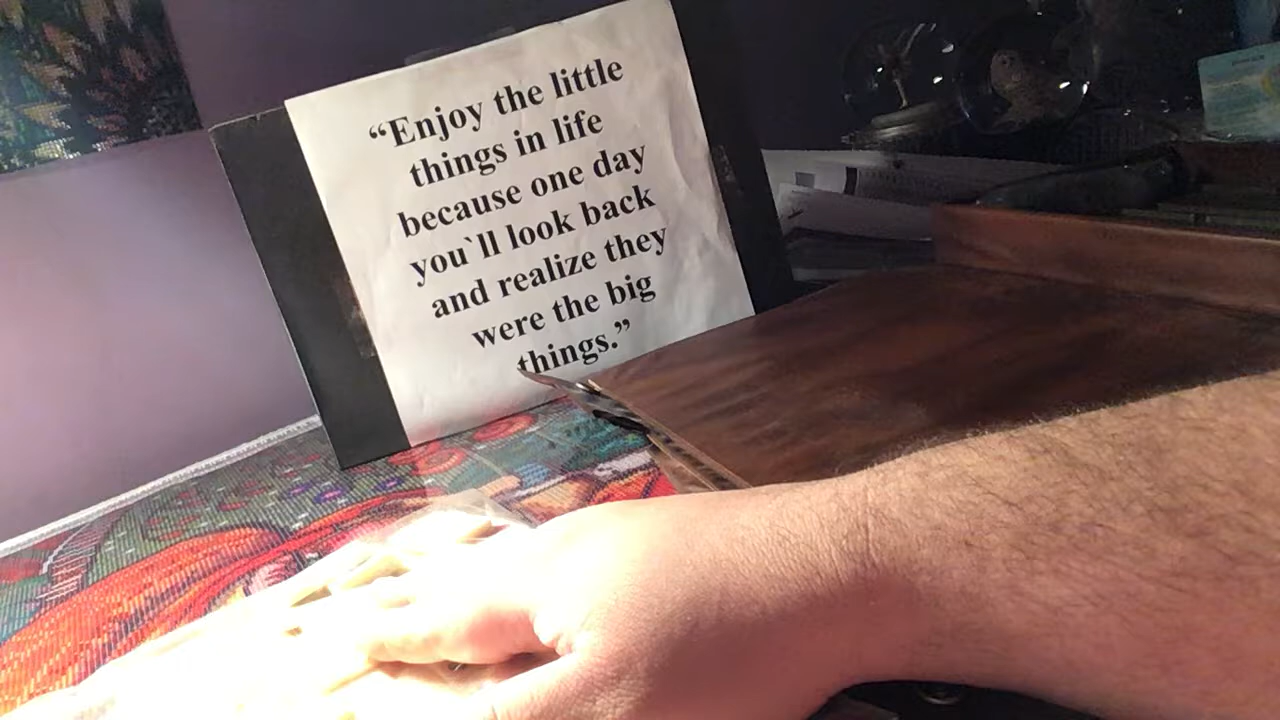 “Enjoy the little
things in life
because one day
you`ll look back
and realize they
were the big
things.”